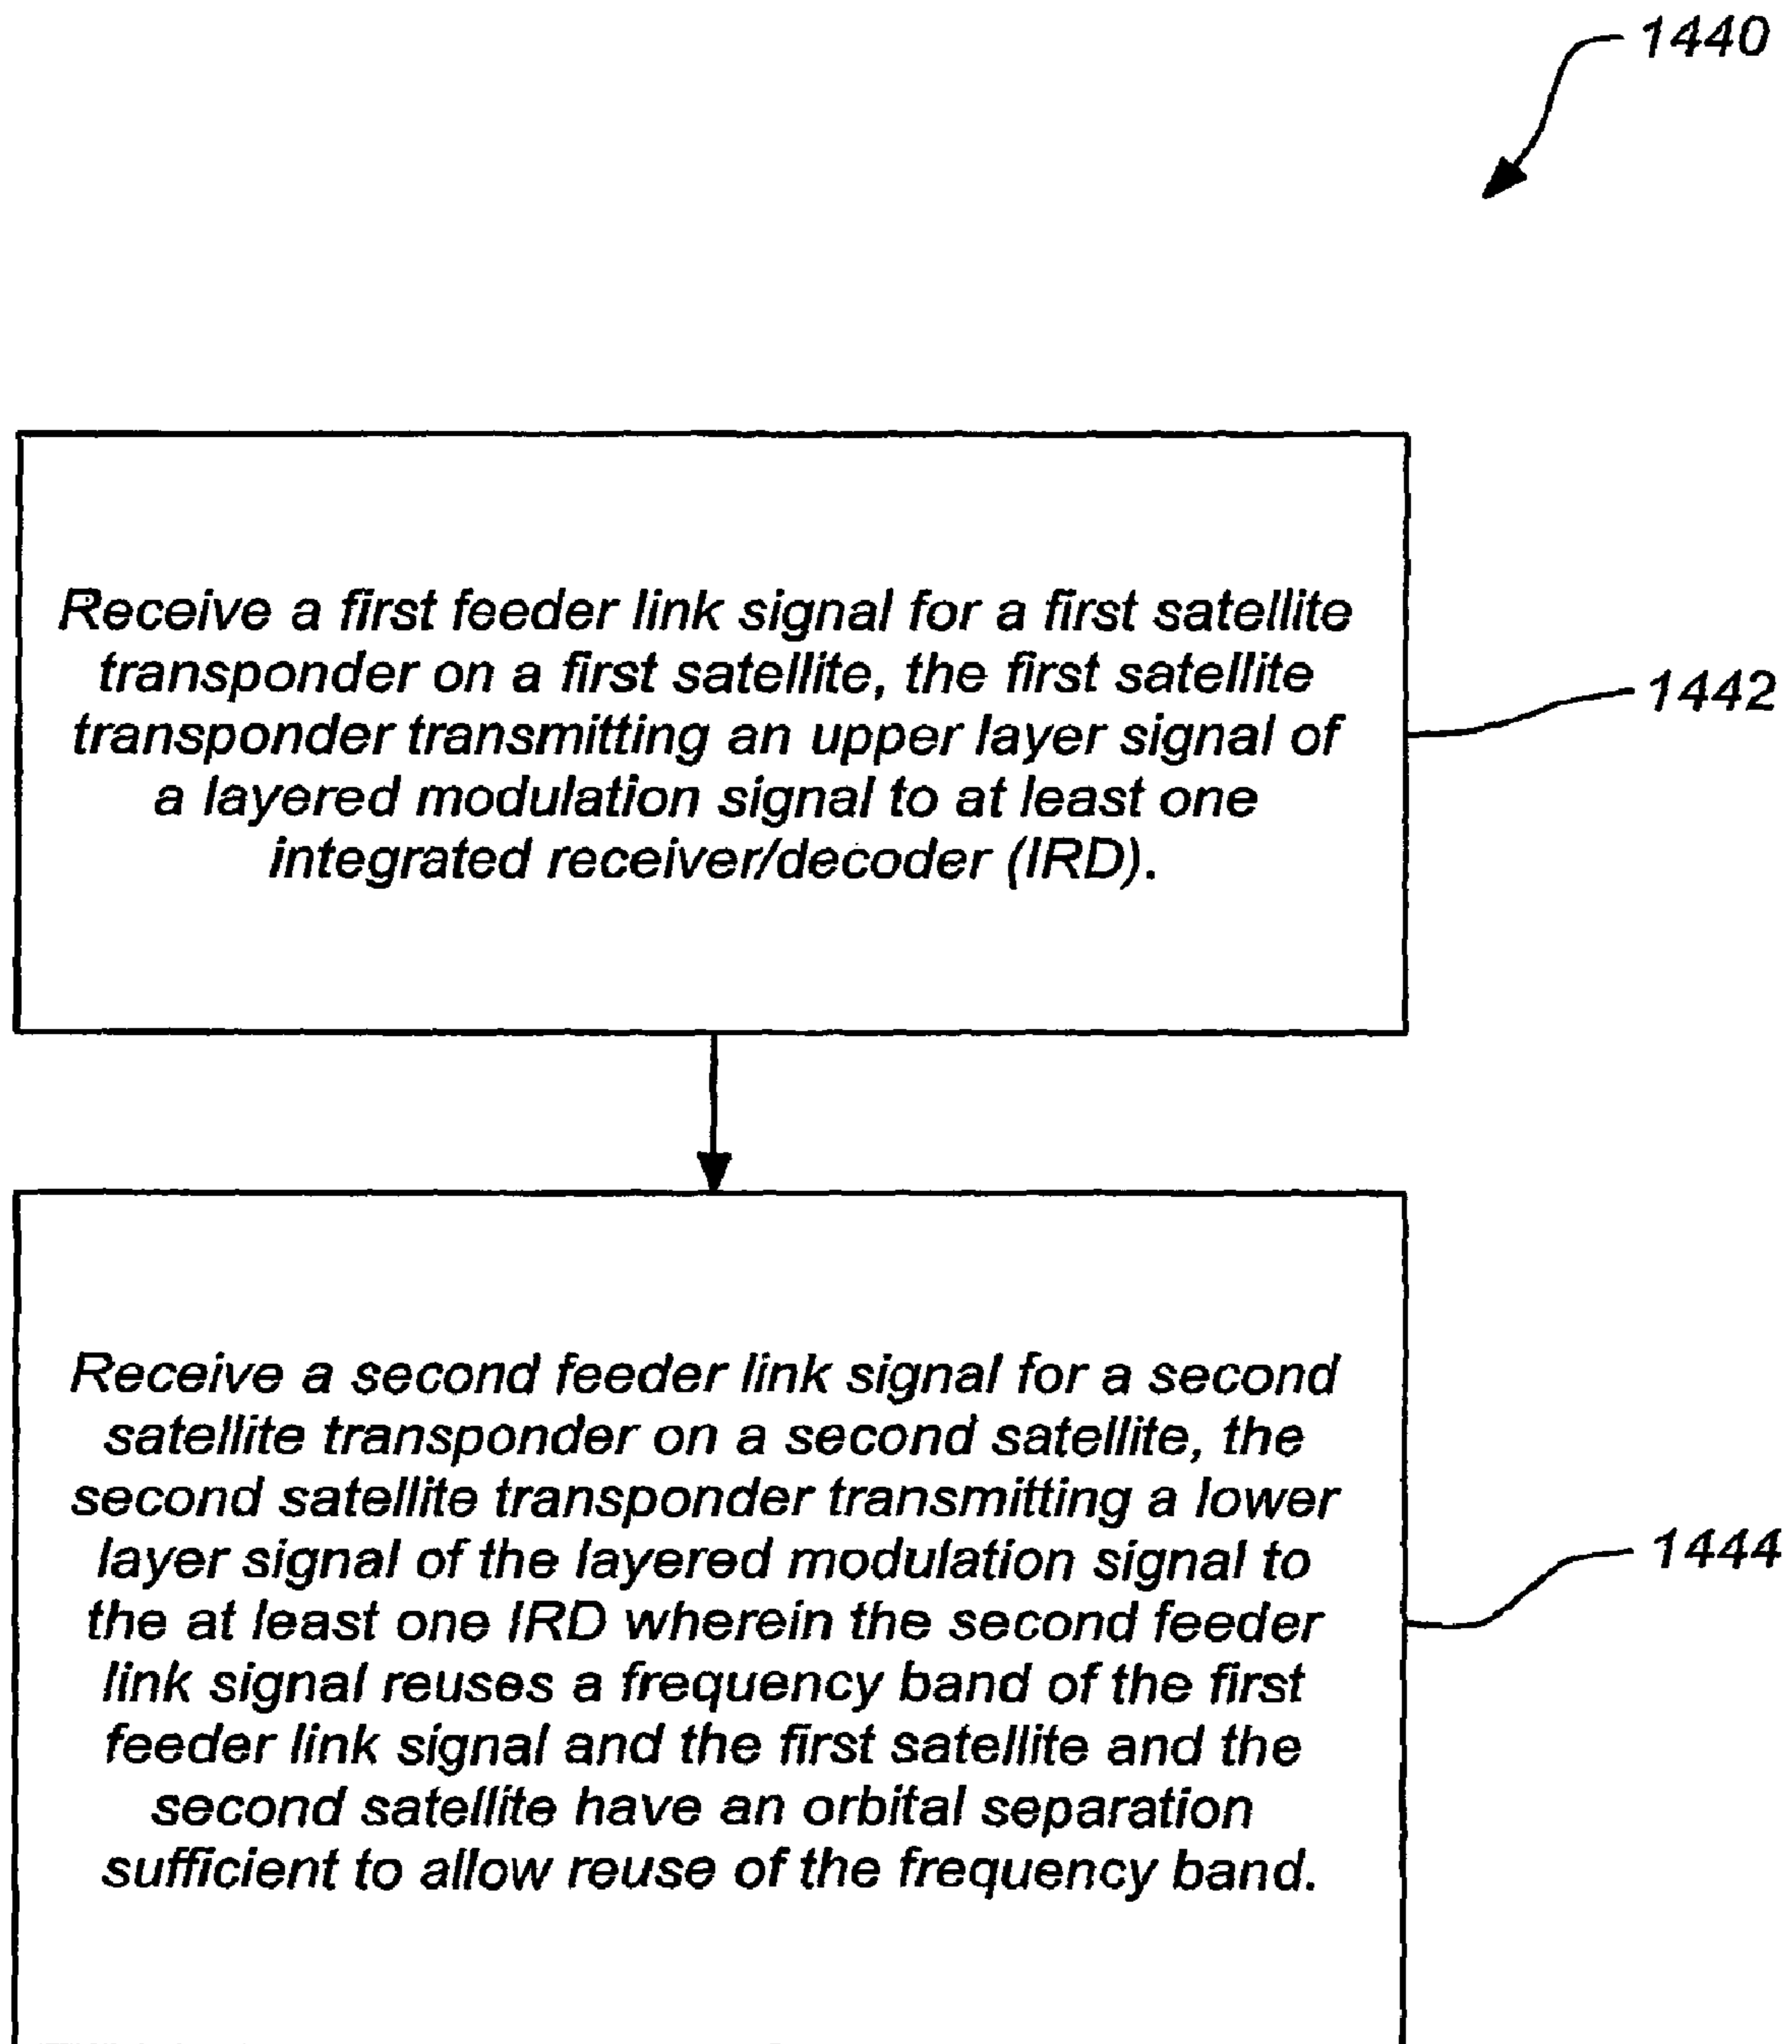 1440
Receive a first feeder link signal for a first satellite
transponder on a first satellite, the first satellite
transponder transmitting an upper layer signal of
a layered modulation signal to at least one
integrated receiver/decoder (IRD).
1442
Receive a second feeder link signal for a second
satellite transponder on a second satellite, the
second satellite transponder transmitting a lower
layer signal of the layered modulation signal to
the at least one IRD wherein the second feeder
link signal reuses a frequency band of the first
feeder link signal and the first satellite and the
second satellite have an orbital separation
sufficient to allow reuse of the frequency band.
1444